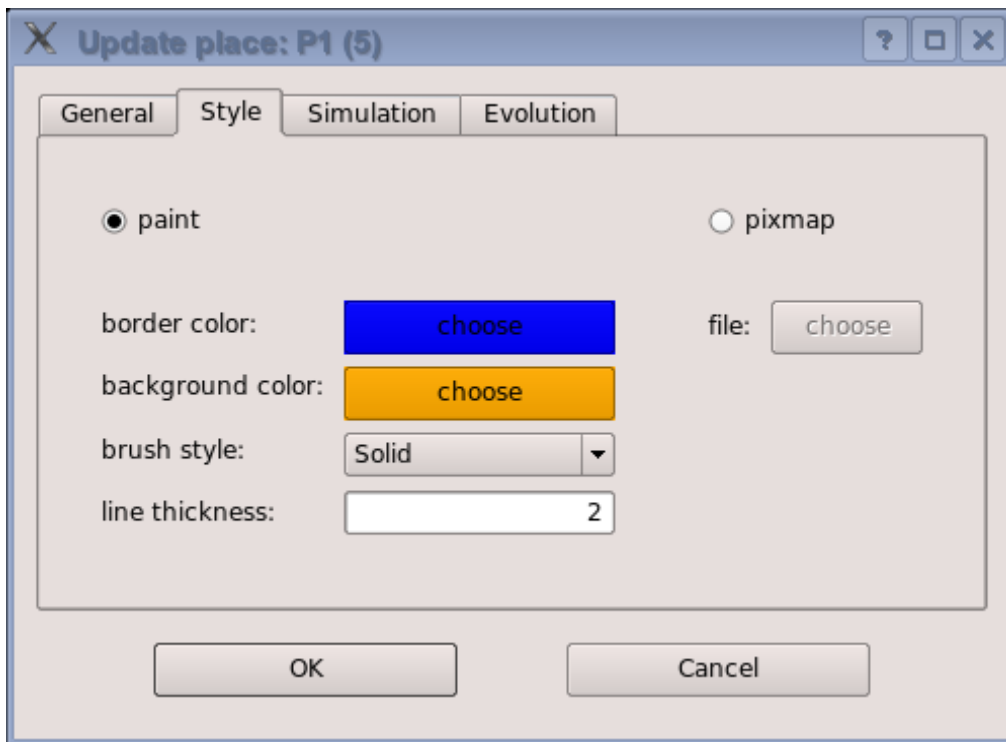 Update place: P1 (5)
General Style Simulation Evolution
paint pixmap
border color: choose file: choose
background color: choose
brush style: Solid
line thickness: 2
OK Cancel